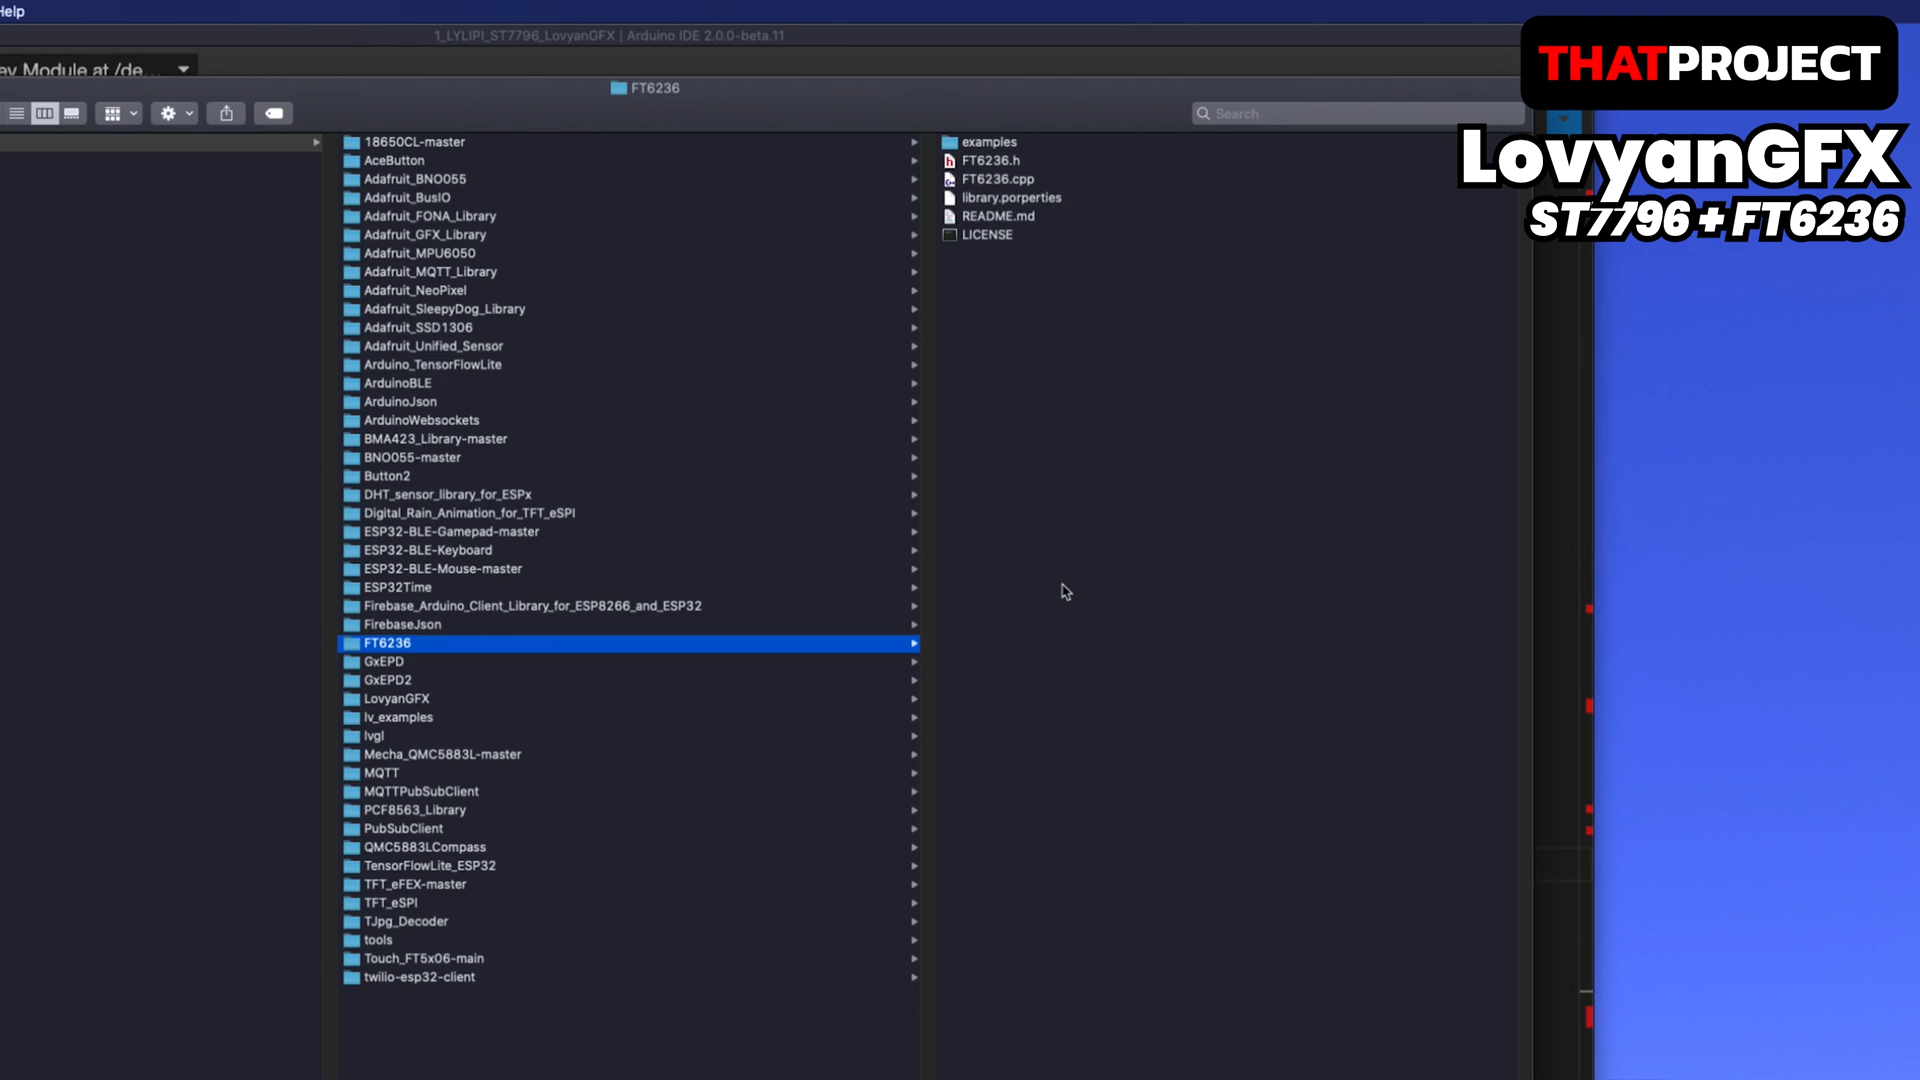 Help
1_LYLIPI_ST7796_LovyanGFX | Arduino IDE 2.0.0-beta.11
ev Module at /de...
FT6236
Search
THATPROJECT
LovyanGFX
ST7796 + FT6236
18650CL-master
AceButton
Adafruit_BNO055
Adafruit_BusIO
Adafruit_FONA_Library
Adafruit_GFX_Library
Adafruit_MPU6050
Adafruit_MQTT_Library
Adafruit_NeoPixel
Adafruit_SleepyDog_Library
Adafruit_SSD1306
Adafruit_Unified_Sensor
Arduino_TensorFlowLite
ArduinoBLE
ArduinoJson
ArduinoWebsockets
BMA423_Library-master
BNO055-master
Button2
DHT_sensor_library_for_ESPx
Digital_Rain_Animation_for_TFT_eSPI
ESP32-BLE-Gamepad-master
ESP32-BLE-Keyboard
ESP32-BLE-Mouse-master
ESP32Time
Firebase_Arduino_Client_Library_for_ESP8266_and_ESP32
FirebaseJson
FT6236
GxEPD
GxEPD2
LovyanGFX
lv_examples
lvgl
Mecha_QMC5883L-master
MQTT
MQTTPubSubClient
PCF8563_Library
PubSubClient
QMC5883LCompass
TensorFlowLite_ESP32
TFT_eFEX-master
TFT_eSPI
TJpg_Decoder
tools
Touch_FT5x06-main
twilio-esp32-client
examples
FT6236.h
FT6236.cpp
library.porperties
README.md
LICENSE